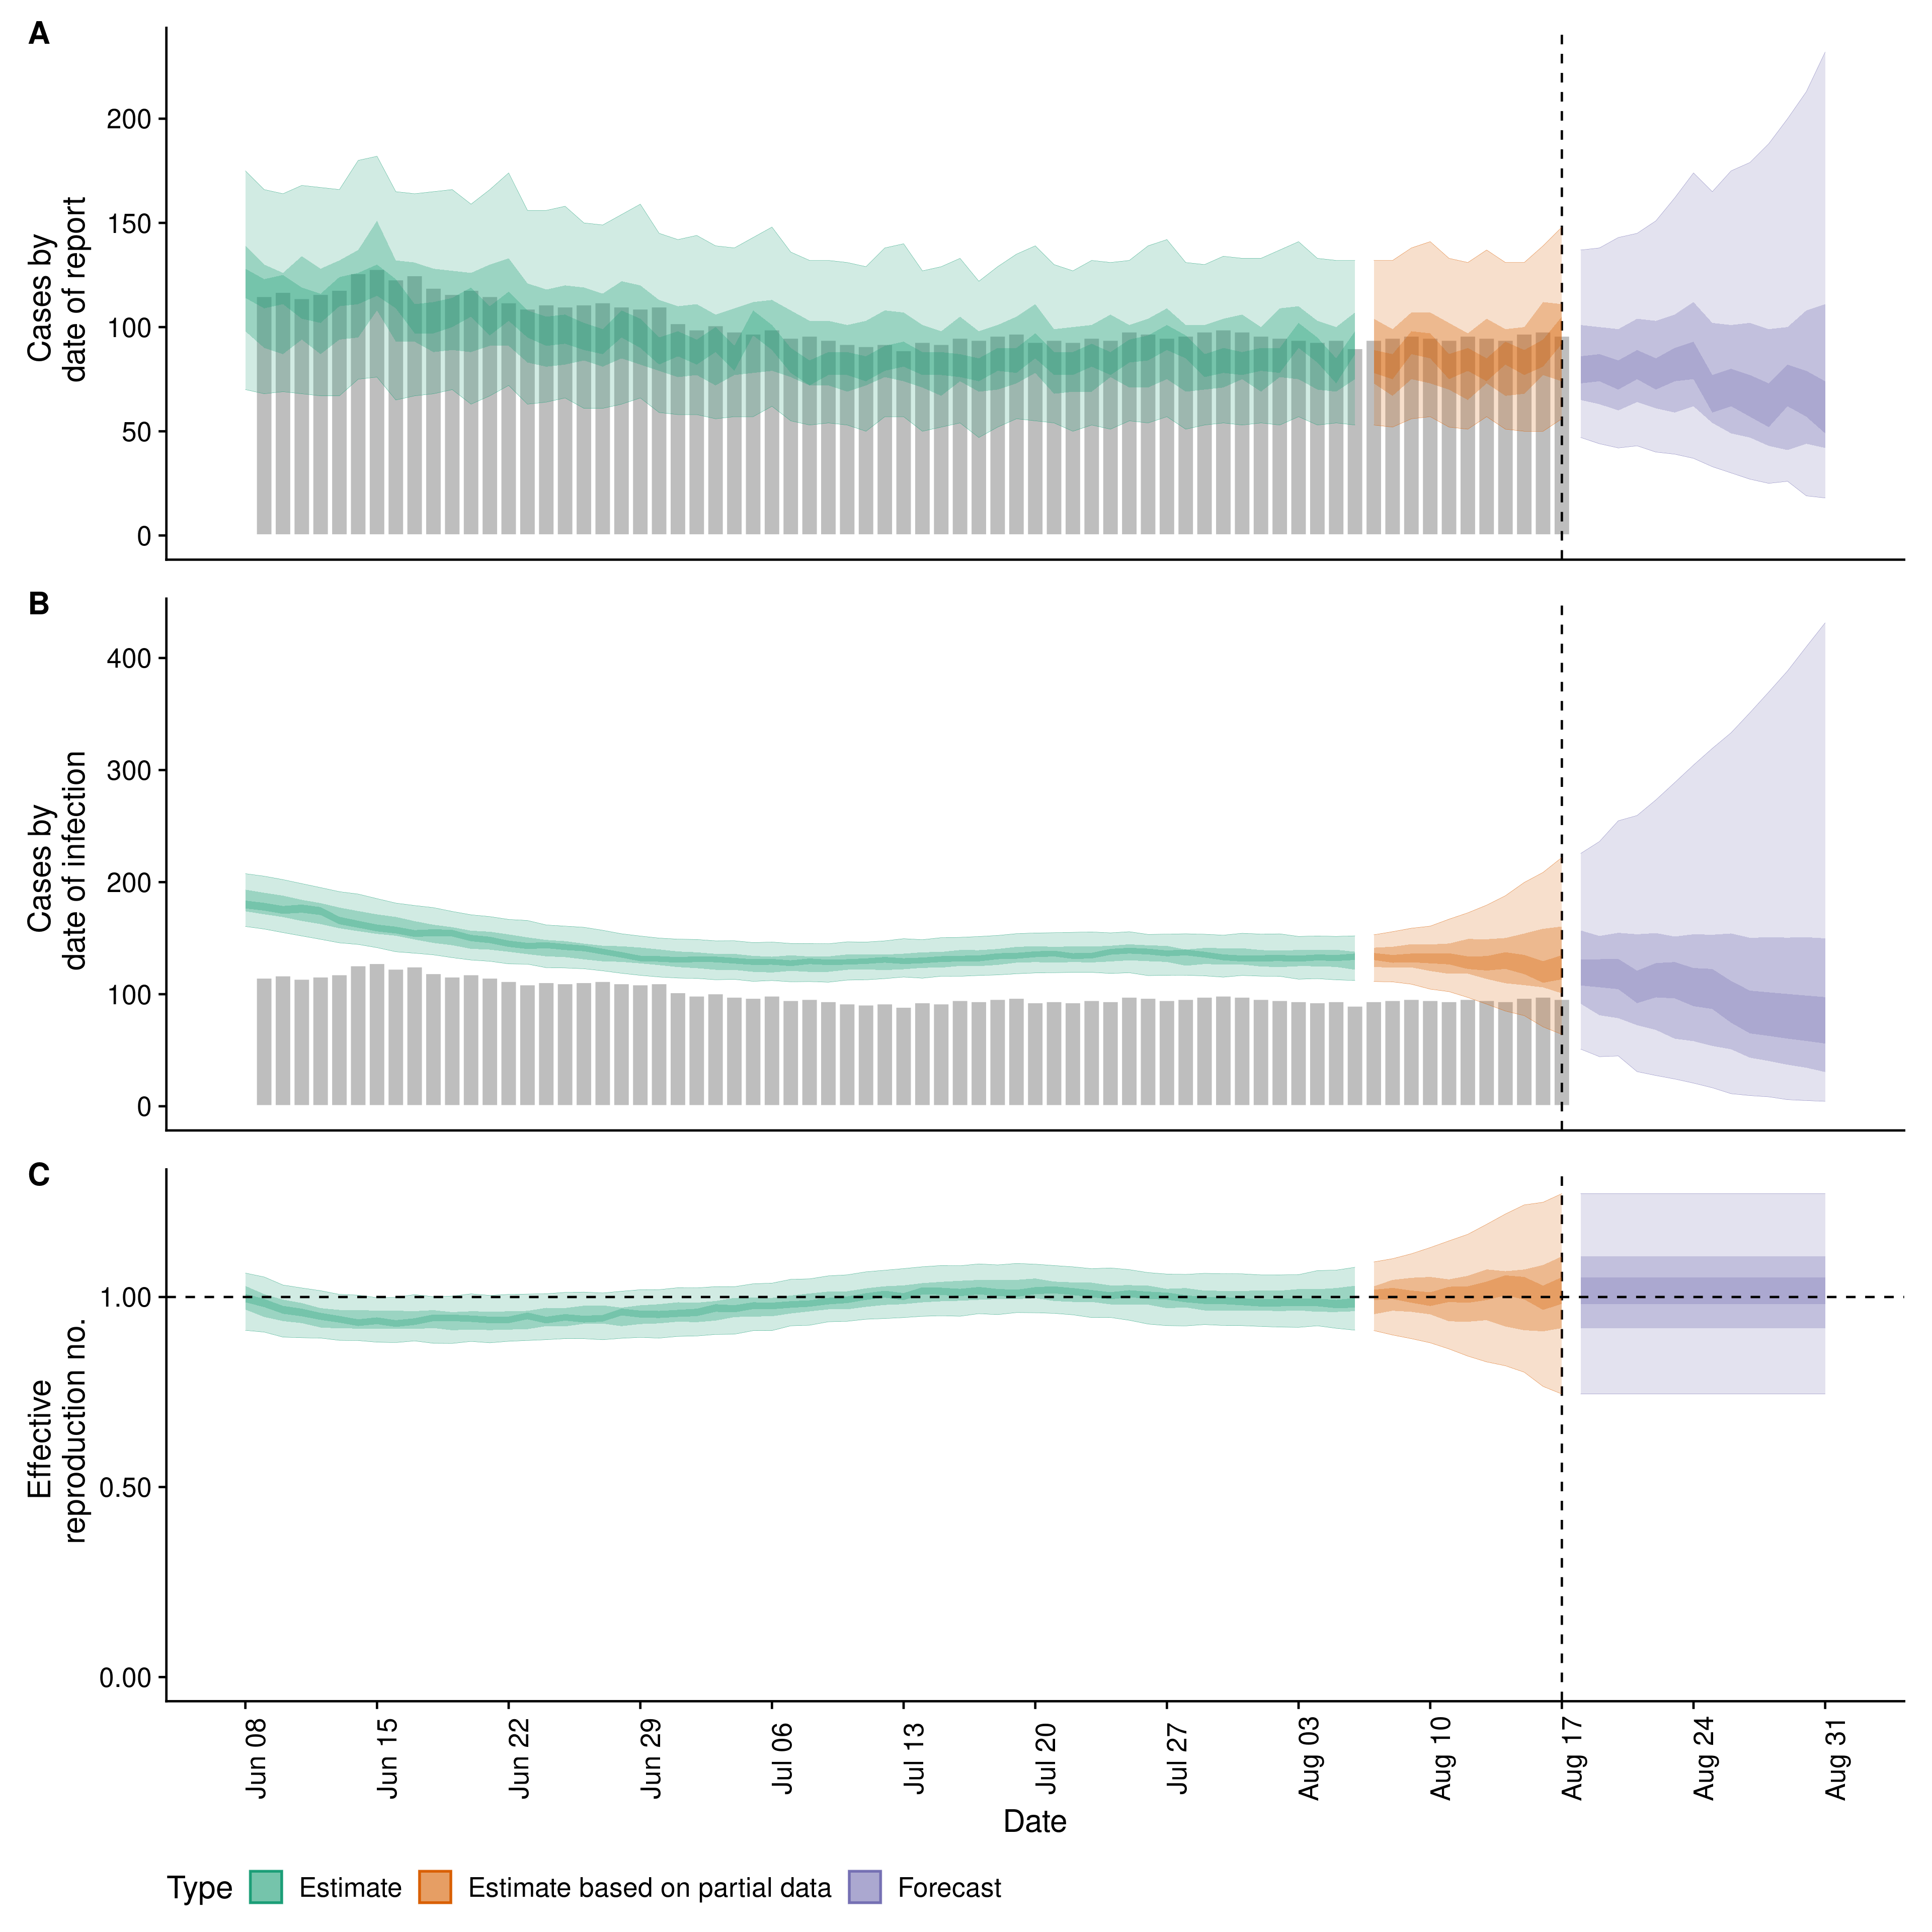 A
Cases by
date of report
200
150
100
50
0
B
Cases by
date of infection
400
300
200
100
0
C
Effective
reproduction no.
1.00
0.50
0.00
Jun 08
Jun 15
Jun 22
Jun 29
Jul 06
Jul 13
Jul 20
Jul 27
Aug 03
Aug 10
Aug 17
Aug 24
Aug 31
Date
Type Estimate Estimate based on partial data Forecast